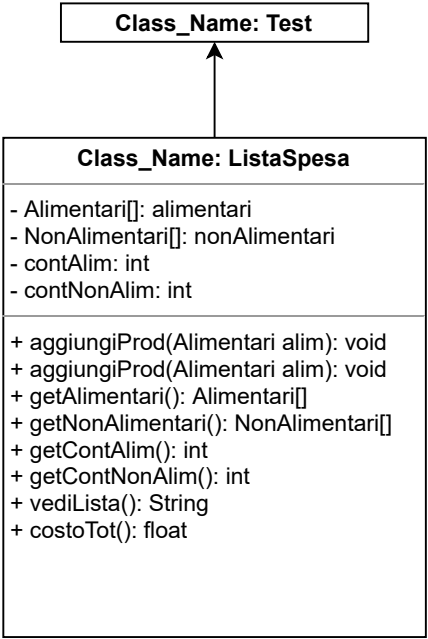 Class_Name: Test
Class_Name: ListaSpesa
- Alimentari[]: alimentari
- NonAlimentari[]: nonAlimentari
- contAlim: int
- contNonAlim: int
+ aggiungiProd(Alimentari alim): void
+ aggiungiProd(Alimentari alim): void
+ getAlimentari(): Alimentari[]
+ getNonAlimentari(): NonAlimentari[]
+ getContAlim(): int
+ getContNonAlim(): int
+ vediLista(): String
+ costoTot(): float